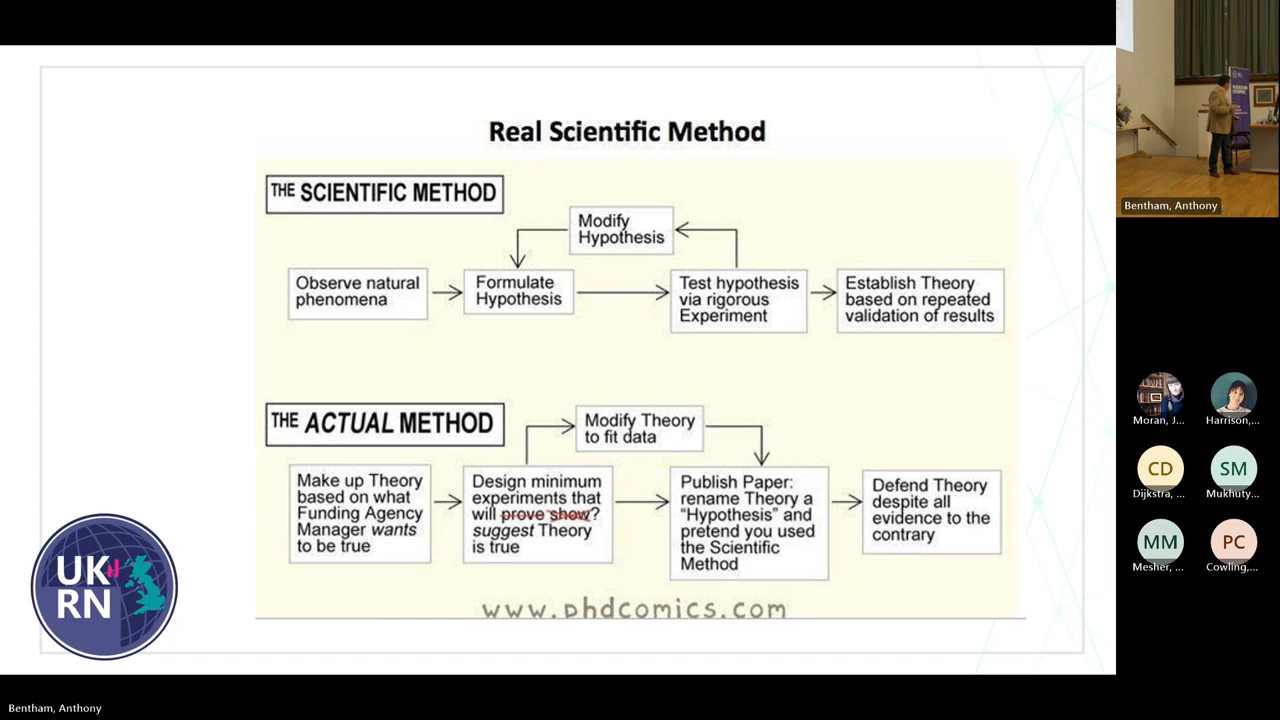 Real Scientific Method
THE SCIENTIFIC METHOD
Modify
Hypothesis
Observe natural
phenomena
Formulate
Hypothesis
Test hypothesis
via rigorous
Experiment
Establish Theory
based on repeated
validation of results
THE ACTUAL METHOD
Modify Theory
to fit data
Make up Theory
based on what
Funding Agency
Manager wants
to be true
Design minimum
experiments that
will prove show?
suggest Theory
is true
Publish Paper:
rename Theory a
“Hypothesis” and
pretend you used
the Scientific
Method
Defend Theory
despite all
evidence to the
contrary
www.phdcomics.com
UK
RN
Bentham, Anthony
Moran, J...
Harrison,...
CD
Dijkstra, ...
SM
Mukhuty...
MM
Mesher, ...
PC
Cowling,...
Bentham, Anthony